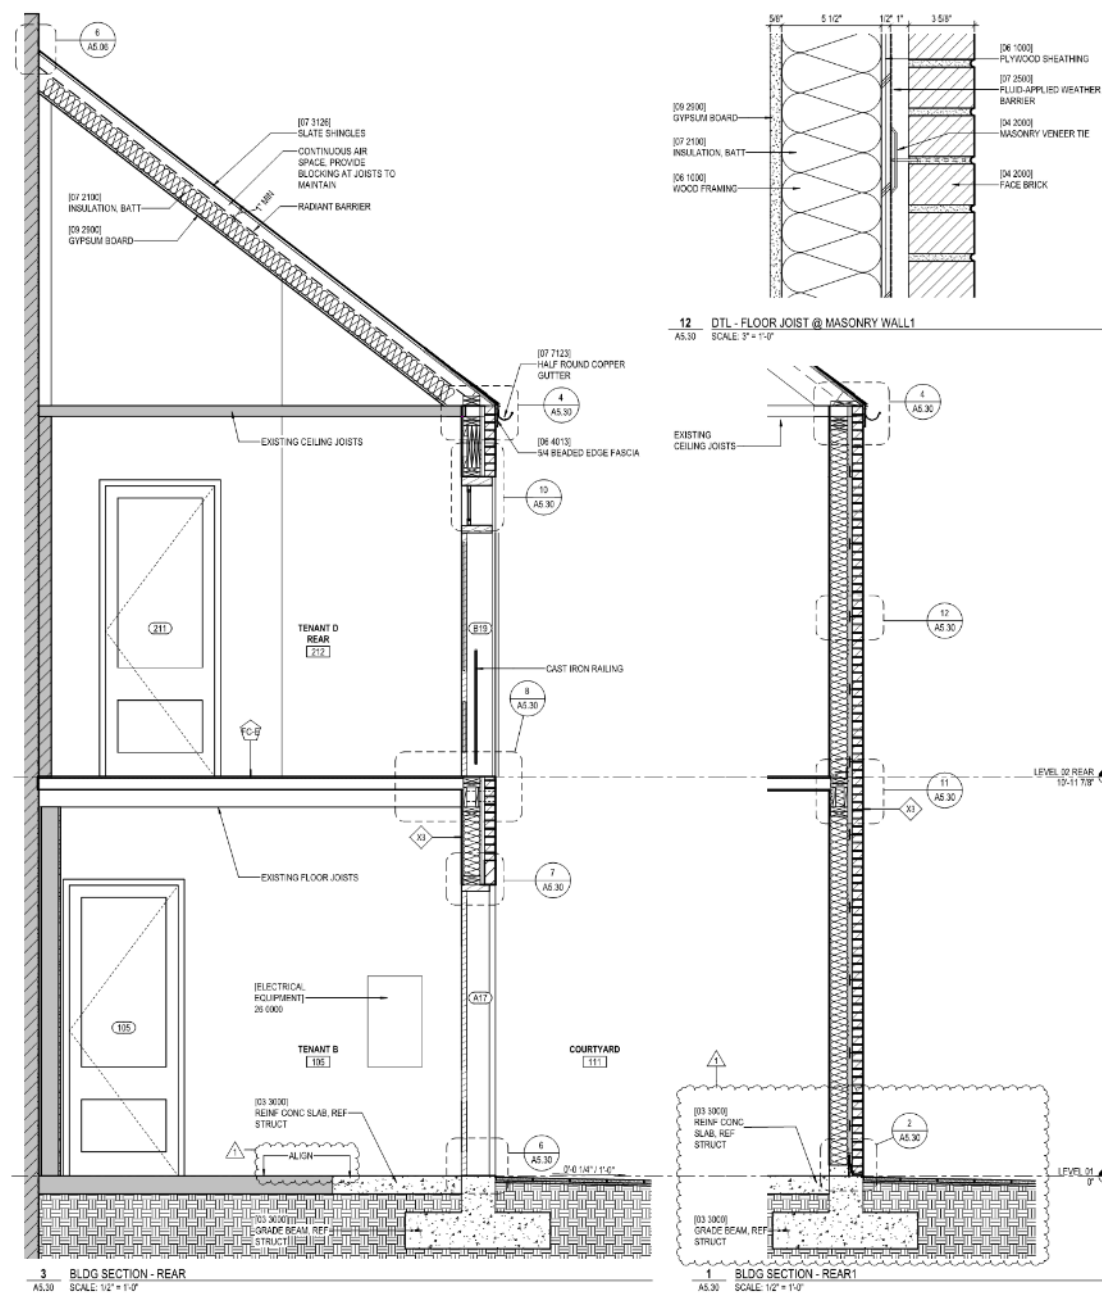 6
A5.06
[07 3126]
SLATE SHINGLES
CONTINUOUS AIR
SPACE, PROVIDE
BLOCKING AT JOISTS TO
MAINTAIN
1" MIN
RADIANT BARRIER
[07 2100]
INSULATION, BATT
[09 2900]
GYPSUM BOARD
[07 7123]
HALF ROUND COPPER
GUTTER
4
A5.30
EXISTING CEILING JOISTS
[06 4013]
5/4 BEADED EDGE FASCIA
10
A5.30
211
TENANT D
REAR
212
B19
CAST IRON RAILING
8
A5.30
FC-E
X3
EXISTING FLOOR JOISTS
7
A5.30
[ELECTRICAL
EQUIPMENT]
26 0000
A17
105
TENANT B
105
COURTYARD
111
[03 3000]
REINF CONC SLAB, REF
STRUCT
1
ALIGN
6
A5.30
0'-0 1/4" / 1'-0"
[03 3000]
GRADE BEAM, REF
STRUCT
3 BLDG SECTION - REAR
A5.30 SCALE: 1/2" = 1'-0"
5/8" 5 1/2" 1/2" 1" 3 5/8"
[06 1000]
PLYWOOD SHEATHING
[07 2500]
FLUID-APPLIED WEATHER
BARRIER
[04 2000]
MASONRY VENEER TIE
[04 2000]
FACE BRICK
[09 2900]
GYPSUM BOARD
[07 2100]
INSULATION, BATT
[06 1000]
WOOD FRAMING
12 DTL - FLOOR JOIST @ MASONRY WALL1
A5.30 SCALE: 3" = 1'-0"
4
A5.30
EXISTING
CEILING JOISTS
12
A5.30
LEVEL 02 REAR
10'-11 7/8"
11
A5.30
X3
1
[03 3000]
REINF CONC
SLAB, REF
STRUCT
2
A5.30
LEVEL 01
0"
[03 3000]
GRADE BEAM, REF
STRUCT
1 BLDG SECTION - REAR1
A5.30 SCALE: 1/2" = 1'-0"